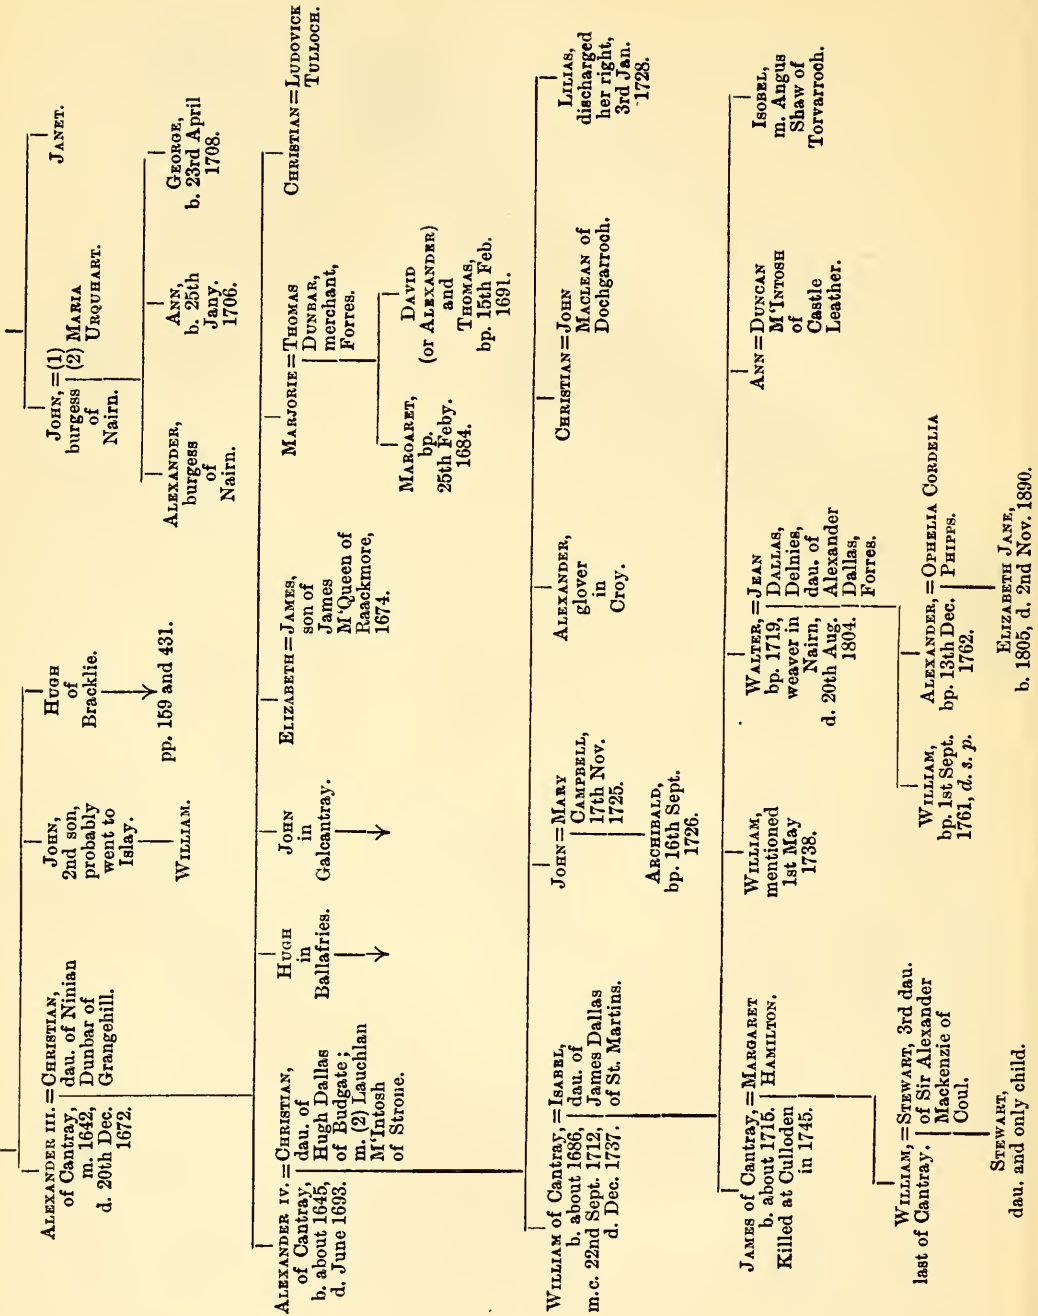 ALEXANDER III. = CHRISTIAN,
of Cantray, dau. of Ninian
m. 1642, Dunbar of
d. 20th Dec. Grangehill.
1672.
JOHN,
2nd son,
probably
went to
Islay.
WILLIAM.
HUGH
of
Bracklie.
pp. 159 and 431.
JOHN, = (1)
burgess (2) MARIA
of URQUHART.
Nairn.
JANET.
ALEXANDER,
burgess
of
Nairn.
ANN,
b. 25th
Jany.
1706.
GEORGE,
b. 23rd April
1708.
ALEXANDER IV. = CHRISTIAN,
of Cantray, dau. of
b. about 1645, Hugh Dallas
d. June 1693. of Budgate;
m. (2) Lauchlan
M'Intosh
of Strone.
HUGH
in
Ballafries.
JOHN
in
Galcantray.
ELIZABETH = JAMES,
son of
James
M'Queen of
Raackmore,
1674.
MARJORIE = THOMAS
DUNBAR,
merchant,
Forres.
CHRISTIAN = LUDOVICK
TULLOCH.
MARGARET,
bp.
25th Feby.
1684.
DAVID
(or ALEXANDER)
and
THOMAS,
bp. 15th Feb.
1691.
WILLIAM of Cantray, = ISABEL,
b. about 1686, dau. of
m.c. 22nd Sept. 1712, James Dallas
d. Dec. 1737. of St. Martins.
JOHN = MARY
CAMPBELL,
17th Nov.
1725.
ARCHIBALD,
bp. 16th Sept.
1726.
ALEXANDER,
glover
in
Croy.
CHRISTIAN = JOHN
MACLEAN of
Dochgarroch.
LILIAS,
discharged
her right,
3rd Jan.
1728.
JAMES of Cantray, = MARGARET
b. about 1715. HAMILTON.
Killed at Culloden
in 1745.
WILLIAM,
mentioned
1st May
1738.
WALTER, = JEAN
bp. 1719, DALLAS,
weaver in Delnies,
Nairn, dau. of
d. 20th Aug. Alexander
1804. Dallas,
Forres.
ANN = DUNCAN
M'INTOSH
of
Castle
Leather.
ISOBEL,
m. Angus
Shaw of
Torvarroch.
WILLIAM, = STEWART, 3rd dau.
last of Cantray. of Sir Alexander
Mackenzie of
Coul.
WILLIAM,
bp. 1st Sept.
1761, d. s. p.
ALEXANDER, = OPHELIA CORDELIA
bp. 13th Dec. PHIPPS.
1762.
STEWART,
dau. and only child.
ELIZABETH JANE,
b. 1805, d. 2nd Nov. 1890.